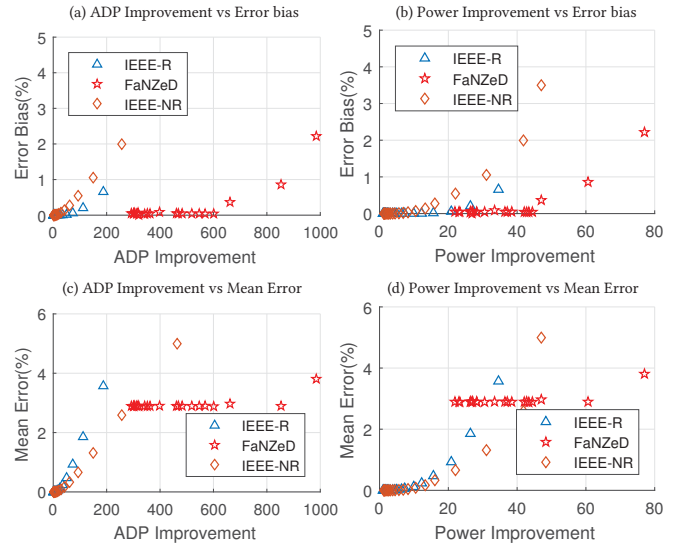 (a) ADP Improvement vs Error bias
5
4
3
2
1
0
Error Bias(%)
IEEE-R
FaNZeD
IEEE-NR
0 200 400 600 800 1000
ADP Improvement
(b) Power Improvement vs Error bias
5
4
3
2
1
0
Error Bias(%)
IEEE-R
FaNZeD
IEEE-NR
0 20 40 60 80
Power Improvement
(c) ADP Improvement vs Mean Error
6
4
2
0
Mean Error(%)
IEEE-R
FaNZeD
IEEE-NR
0 200 400 600 800 1000
ADP Improvement
(d) Power Improvement vs Mean Error
6
4
2
0
Mean Error(%)
IEEE-R
FaNZeD
IEEE-NR
0 20 40 60 80
Power Improvement